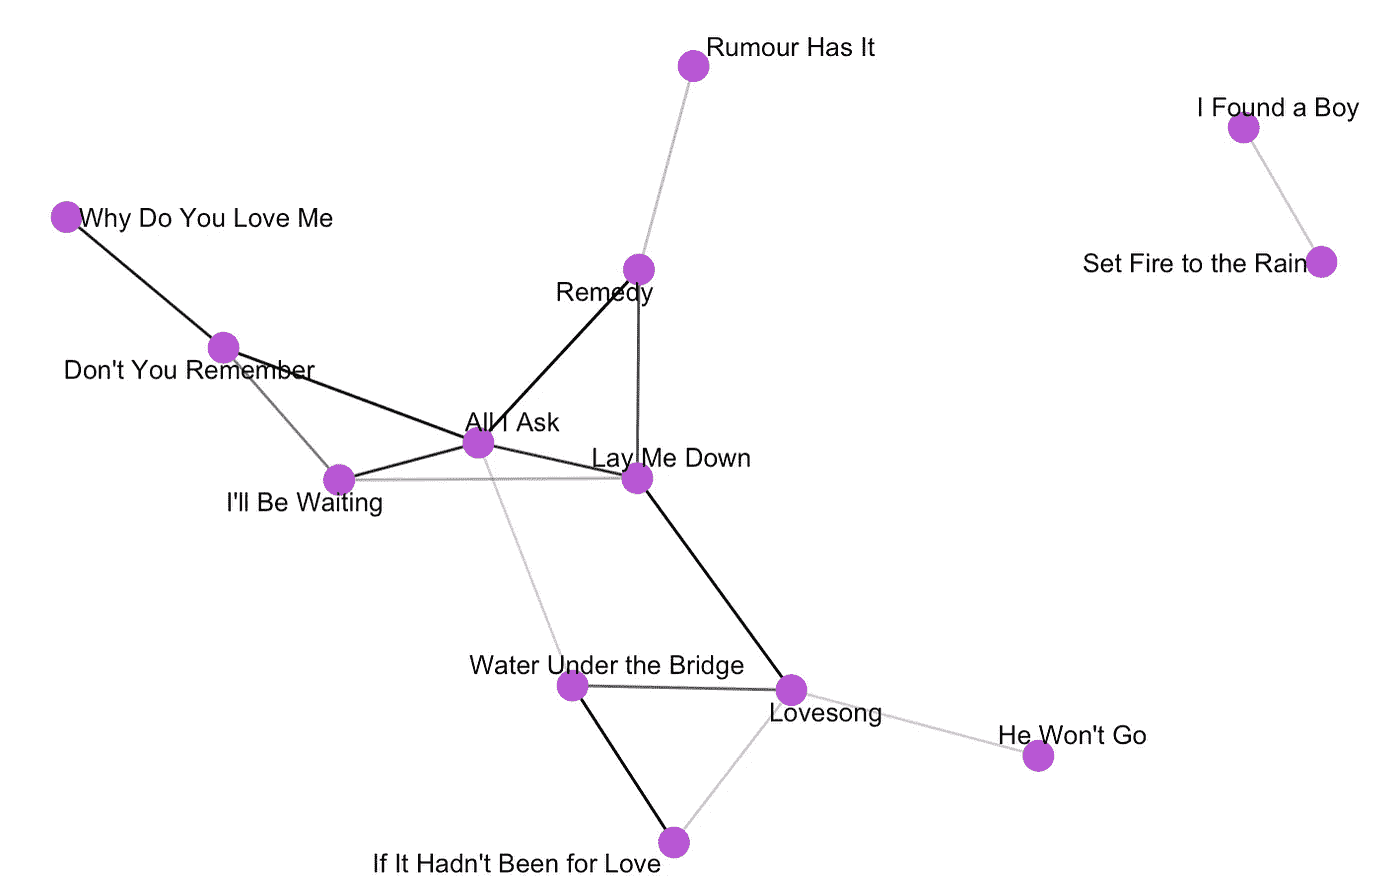 Rumour Has It
I Found a Boy
Why Do You Love Me
Set Fire to the Rain
Remedy
Don't You Remember
All I Ask
Lay Me Down
I'll Be Waiting
Water Under the Bridge
Lovesong
He Won't Go
If It Hadn't Been for Love